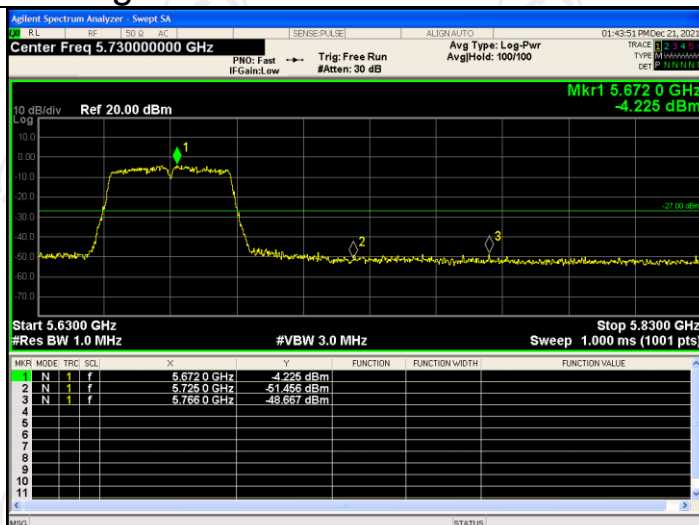 Agilent Spectrum Analyzer - Swept SA
RL RF 50 Ω AC SENSE:PULSE ALIGNAUTO 01:43:51 PM Dec 21, 2021
Center Freq 5.730000000 GHz Avg Type: Log-Pwr TRACE 1 2 3 4 5
PNO: Fast Trig: Free Run Avg|Hold: 100/100 TYPE M
IFGain:Low #Atten: 30 dB DET P N N N N
Mkr1 5.672 0 GHz
10 dB/div Ref 20.00 dBm -4.225 dBm
Log
10.0
1
0.00
-10.0
-20.0
-27.00 dBm
-30.0
-40.0
2 3
-50.0
-60.0
-70.0
Start 5.6300 GHz Stop 5.8300 GHz
#Res BW 1.0 MHz #VBW 3.0 MHz Sweep 1.000 ms (1001 pts)
MKR MODE TRC SCL X Y FUNCTION FUNCTION WIDTH FUNCTION VALUE
1 N 1 f 5.672 0 GHz -4.225 dBm
2 N 1 f 5.725 0 GHz -51.456 dBm
3 N 1 f 5.766 0 GHz -48.667 dBm
4
5
6
7
8
9
10
11
MSG STATUS